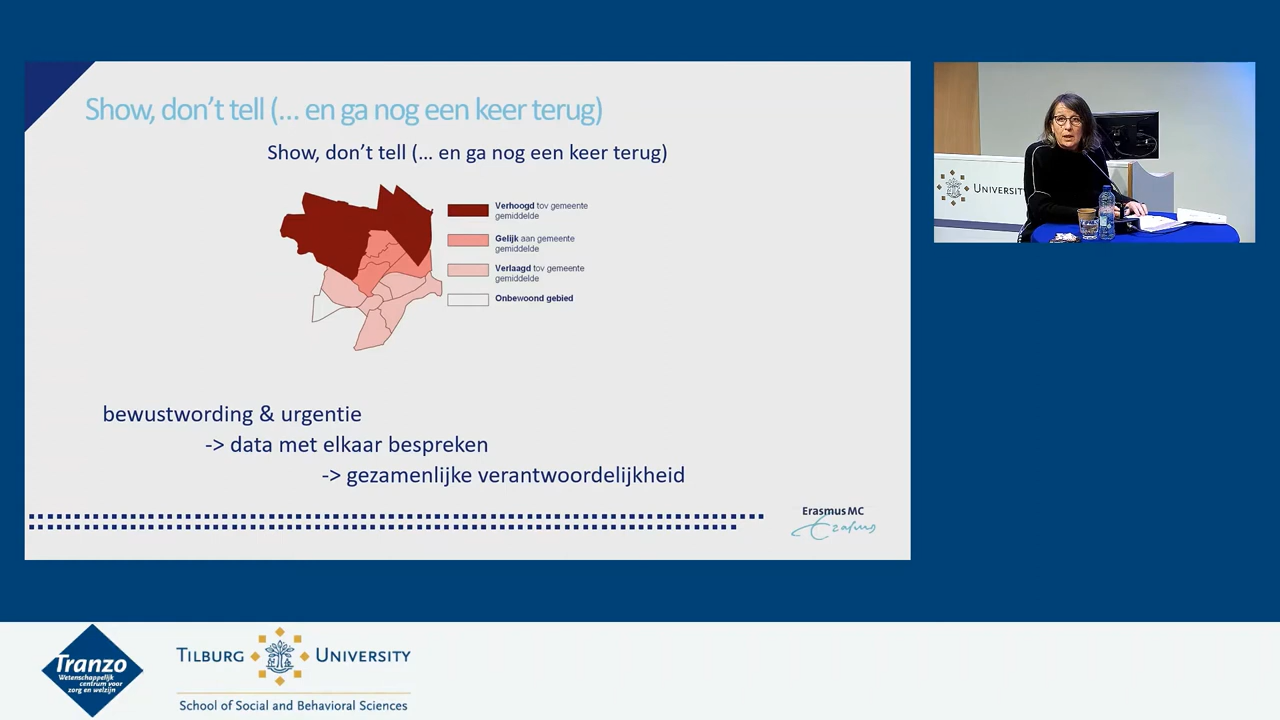 Show, don't tell (... en ga nog een keer terug)
Show, don't tell (... en ga nog een keer terug)
Verhoogd tov gemeente
gemiddelde
Gelijk aan gemeente
gemiddelde
Verlaagd tov gemeente
gemiddelde
Onbewoond gebied
bewustwording & urgentie
-> data met elkaar bespreken
-> gezamenlijke verantwoordelijkheid
Erasmus MC
Erasmus
UNIVERSITY
Tranzo
Wetenschappelijk
centrum voor
zorg en welzijn
TILBURG UNIVERSITY
School of Social and Behavioral Sciences